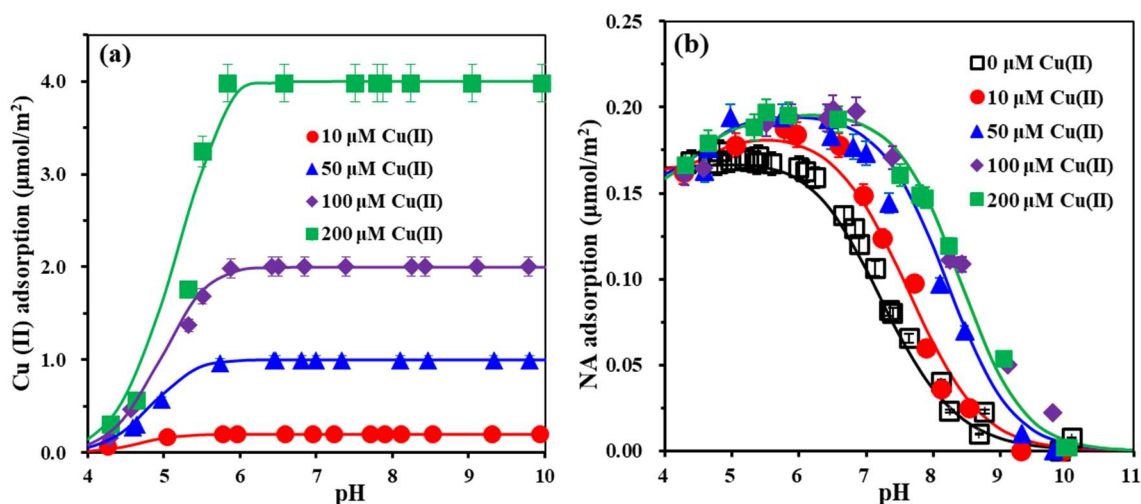 (a)
Cu (II) adsorption (µmol/m²)
4.0
3.0
2.0
1.0
0.0
10 µM Cu(II)
50 µM Cu(II)
100 µM Cu(II)
200 µM Cu(II)
4 5 6 7 8 9 10
pH
(b)
NA adsorption (µmol/m²)
0.25
0.20
0.15
0.10
0.05
0.00
0 µM Cu(II)
10 µM Cu(II)
50 µM Cu(II)
100 µM Cu(II)
200 µM Cu(II)
4 5 6 7 8 9 10 11
pH